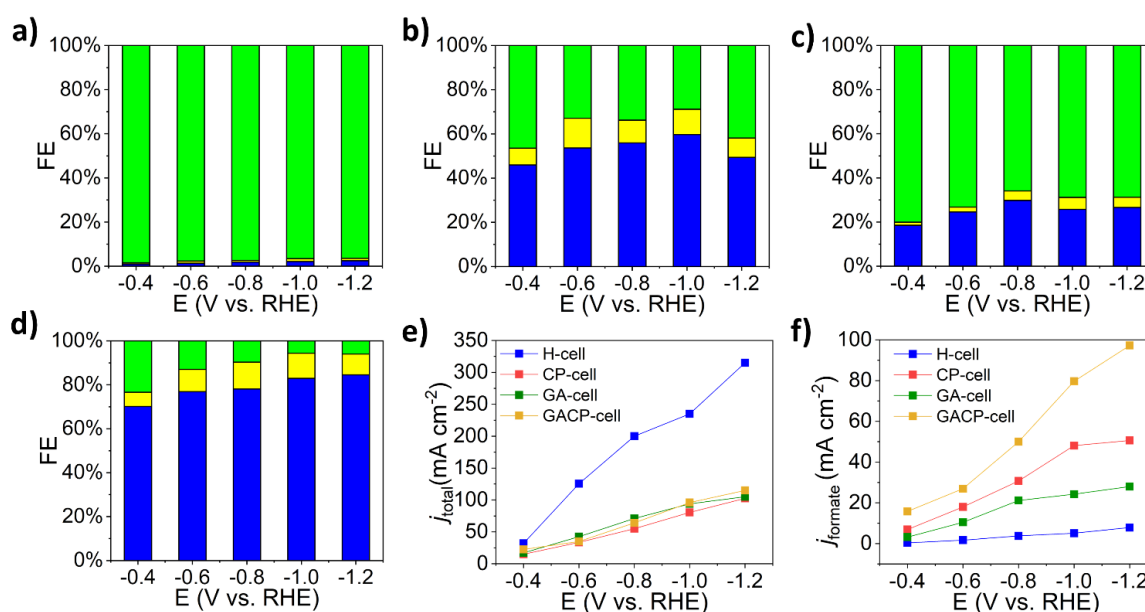 a)
100%
80%
60%
40%
20%
0%
FE
-0.4 -0.6 -0.8 -1.0 -1.2
E (V vs. RHE)
b)
100%
80%
60%
40%
20%
0%
FE
-0.4 -0.6 -0.8 -1.0 -1.2
E (V vs. RHE)
c)
100%
80%
60%
40%
20%
0%
FE
-0.4 -0.6 -0.8 -1.0 -1.2
E (V vs. RHE)
d)
100%
80%
60%
40%
20%
0%
FE
-0.4 -0.6 -0.8 -1.0 -1.2
E (V vs. RHE)
e)
350
300
250
200
150
100
50
0
j total (mA cm⁻²)
H-cell
CP-cell
GA-cell
GACP-cell
-0.4 -0.6 -0.8 -1.0 -1.2
E (V vs. RHE)
f)
100
80
60
40
20
0
j formate (mA cm⁻²)
H-cell
CP-cell
GA-cell
GACP-cell
-0.4 -0.6 -0.8 -1.0 -1.2
E (V vs. RHE)